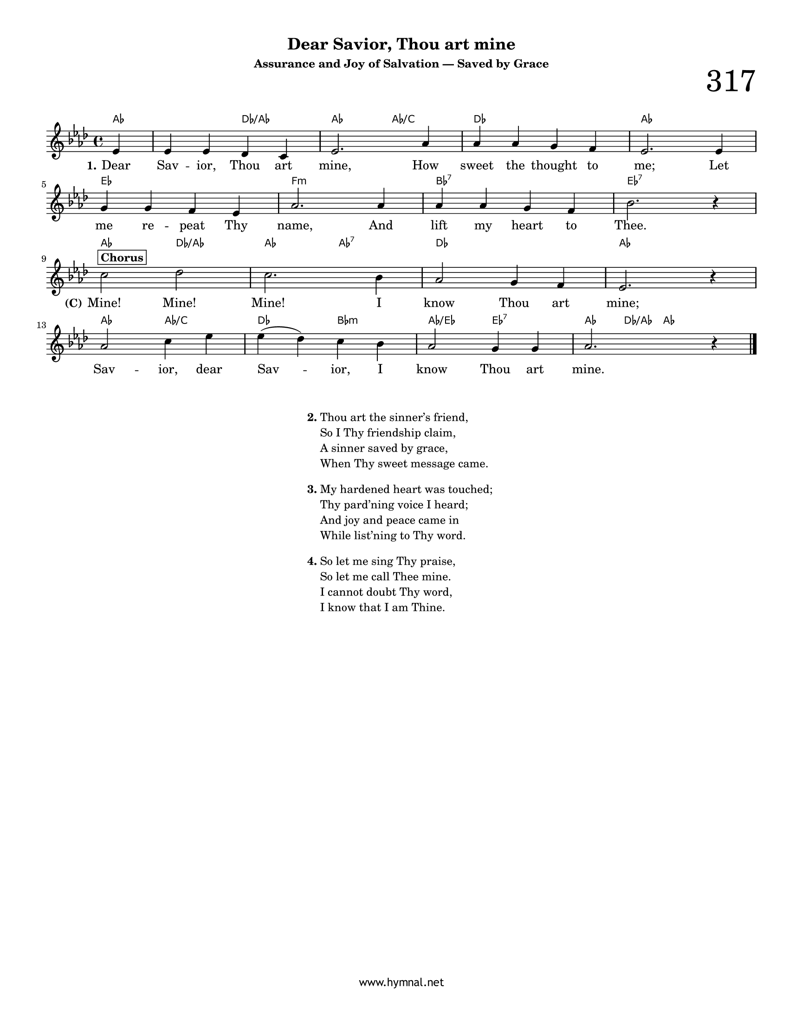 Dear Savior, Thou art mine
Assurance and Joy of Salvation — Saved by Grace
317
A♭ D♭/A♭ A♭ A♭/C D♭ A♭
1. Dear Sav - ior, Thou art mine, How sweet the thought to me; Let
5
E♭ Fm B♭7 E♭7
me re - peat Thy name, And lift my heart to Thee.
9
A♭ D♭/A♭ A♭ A♭7 D♭ A♭
Chorus
(C) Mine! Mine! Mine! I know Thou art mine;
13
A♭ A♭/C D♭ B♭m A♭/E♭ E♭7 A♭ D♭/A♭ A♭
Sav - ior, dear Sav - ior, I know Thou art mine.
2. Thou art the sinner's friend,
So I Thy friendship claim,
A sinner saved by grace,
When Thy sweet message came.
3. My hardened heart was touched;
Thy pard'ning voice I heard;
And joy and peace came in
While list'ning to Thy word.
4. So let me sing Thy praise,
So let me call Thee mine.
I cannot doubt Thy word,
I know that I am Thine.
www.hymnal.net